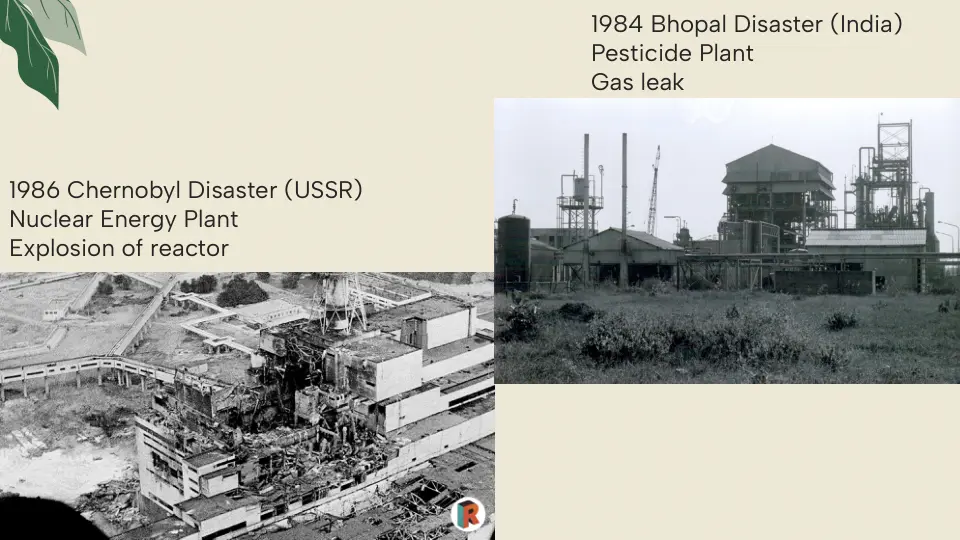 1984 Bhopal Disaster (India)
Pesticide Plant
Gas leak
1986 Chernobyl Disaster (USSR)
Nuclear Energy Plant
Explosion of reactor
R